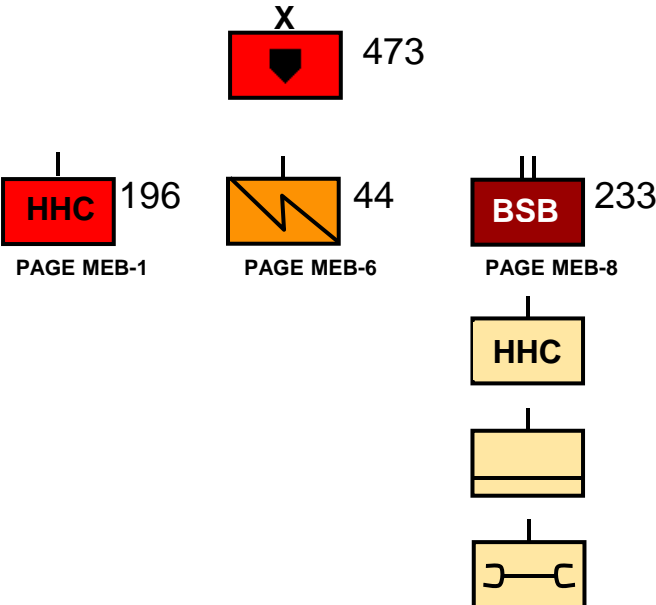 X
473
HHC 196
44
BSB 233
PAGE MEB-1
PAGE MEB-6
PAGE MEB-8
HHC